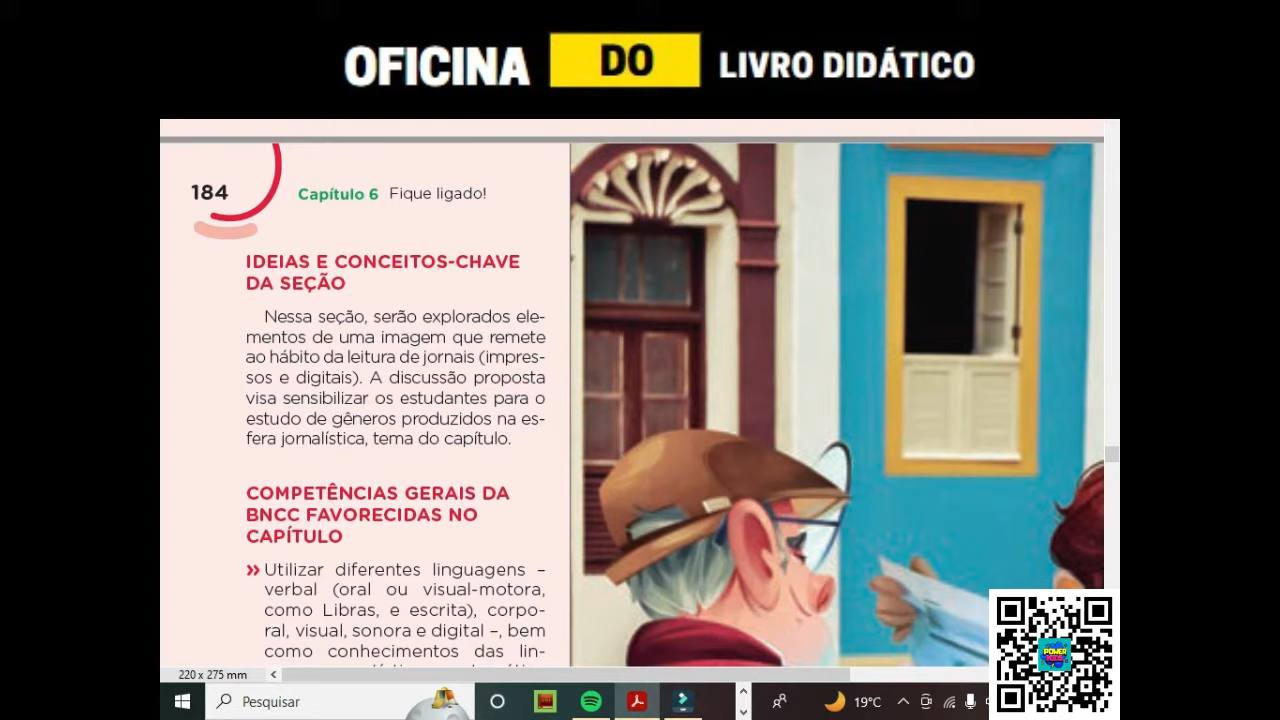 OFICINA DO LIVRO DIDÁTICO
184
Capítulo 6 Fique ligado!
IDEIAS E CONCEITOS-CHAVE
DA SEÇÃO
Nessa seção, serão explorados ele-
mentos de uma imagem que remete
ao hábito da leitura de jornais (impres-
sos e digitais). A discussão proposta
visa sensibilizar os estudantes para o
estudo de gêneros produzidos na es-
fera jornalística, tema do capítulo.
COMPETÊNCIAS GERAIS DA
BNCC FAVORECIDAS NO
CAPÍTULO
» Utilizar diferentes linguagens –
verbal (oral ou visual-motora,
como Libras, e escrita), corpo-
ral, visual, sonora e digital –, bem
como conhecimentos das lin-
220 x 275 mm
Pesquisar
19°C
POWER